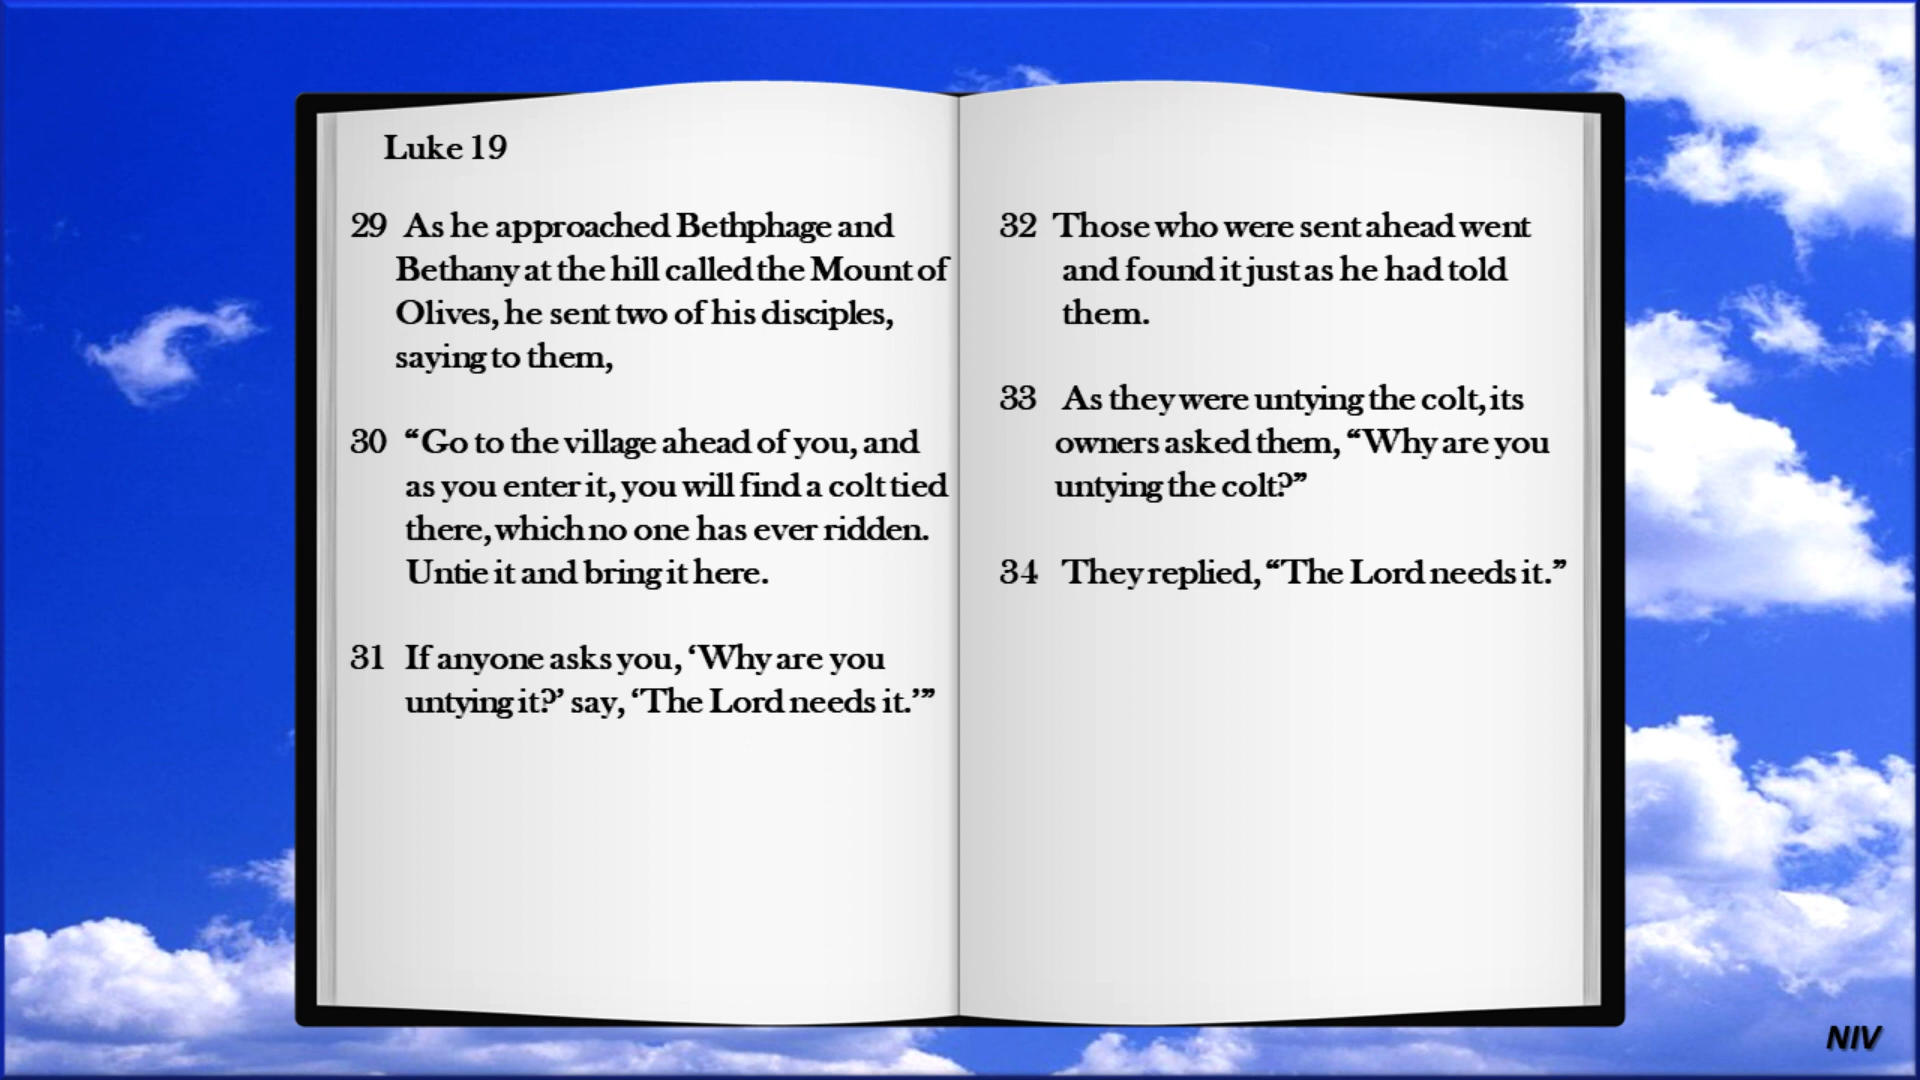 Luke 19
29 As he approached Bethphage and
Bethany at the hill called the Mount of
Olives, he sent two of his disciples,
saying to them,
30 “Go to the village ahead of you, and
as you enter it, you will find a colt tied
there, which no one has ever ridden.
Untie it and bring it here.
31 If anyone asks you, ‘Why are you
untying it?’ say, ‘The Lord needs it.’”
32 Those who were sent ahead went
and found it just as he had told
them.
33 As they were untying the colt, its
owners asked them, “Why are you
untying the colt?”
34 They replied, “The Lord needs it.”
NIV